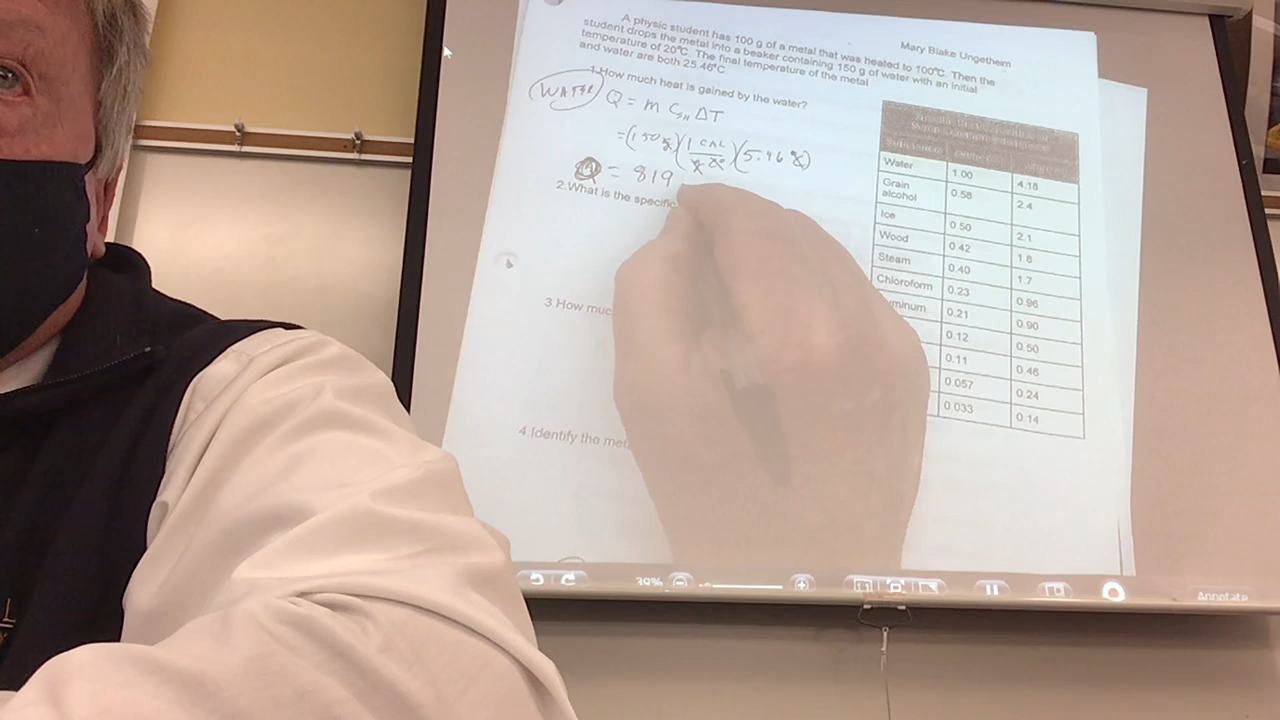 Mary Blake Ungetheim
A physic student has 100 g of a metal that was heated to 100°C. Then the
student drops the metal into a beaker containing 150 g of water with an initial
temperature of 20°C. The final temperature of the metal
and water are both 25.46°C.
1.How much heat is gained by the water?
WATER Q = m C ΔT
=(150g)(1 CAL)(5.46
Q = 819
2.What is the specific
3.How muc
4.Identify the met
Water 1.00 4.18
Grain alcohol 0.58 2.4
Ice 0.50 2.1
Wood 0.42 1.8
Steam 0.40 1.7
Chloroform 0.23 0.96
minum 0.21 0.90
0.12 0.50
0.11 0.46
0.057 0.24
0.033 0.14
39%
Annotate